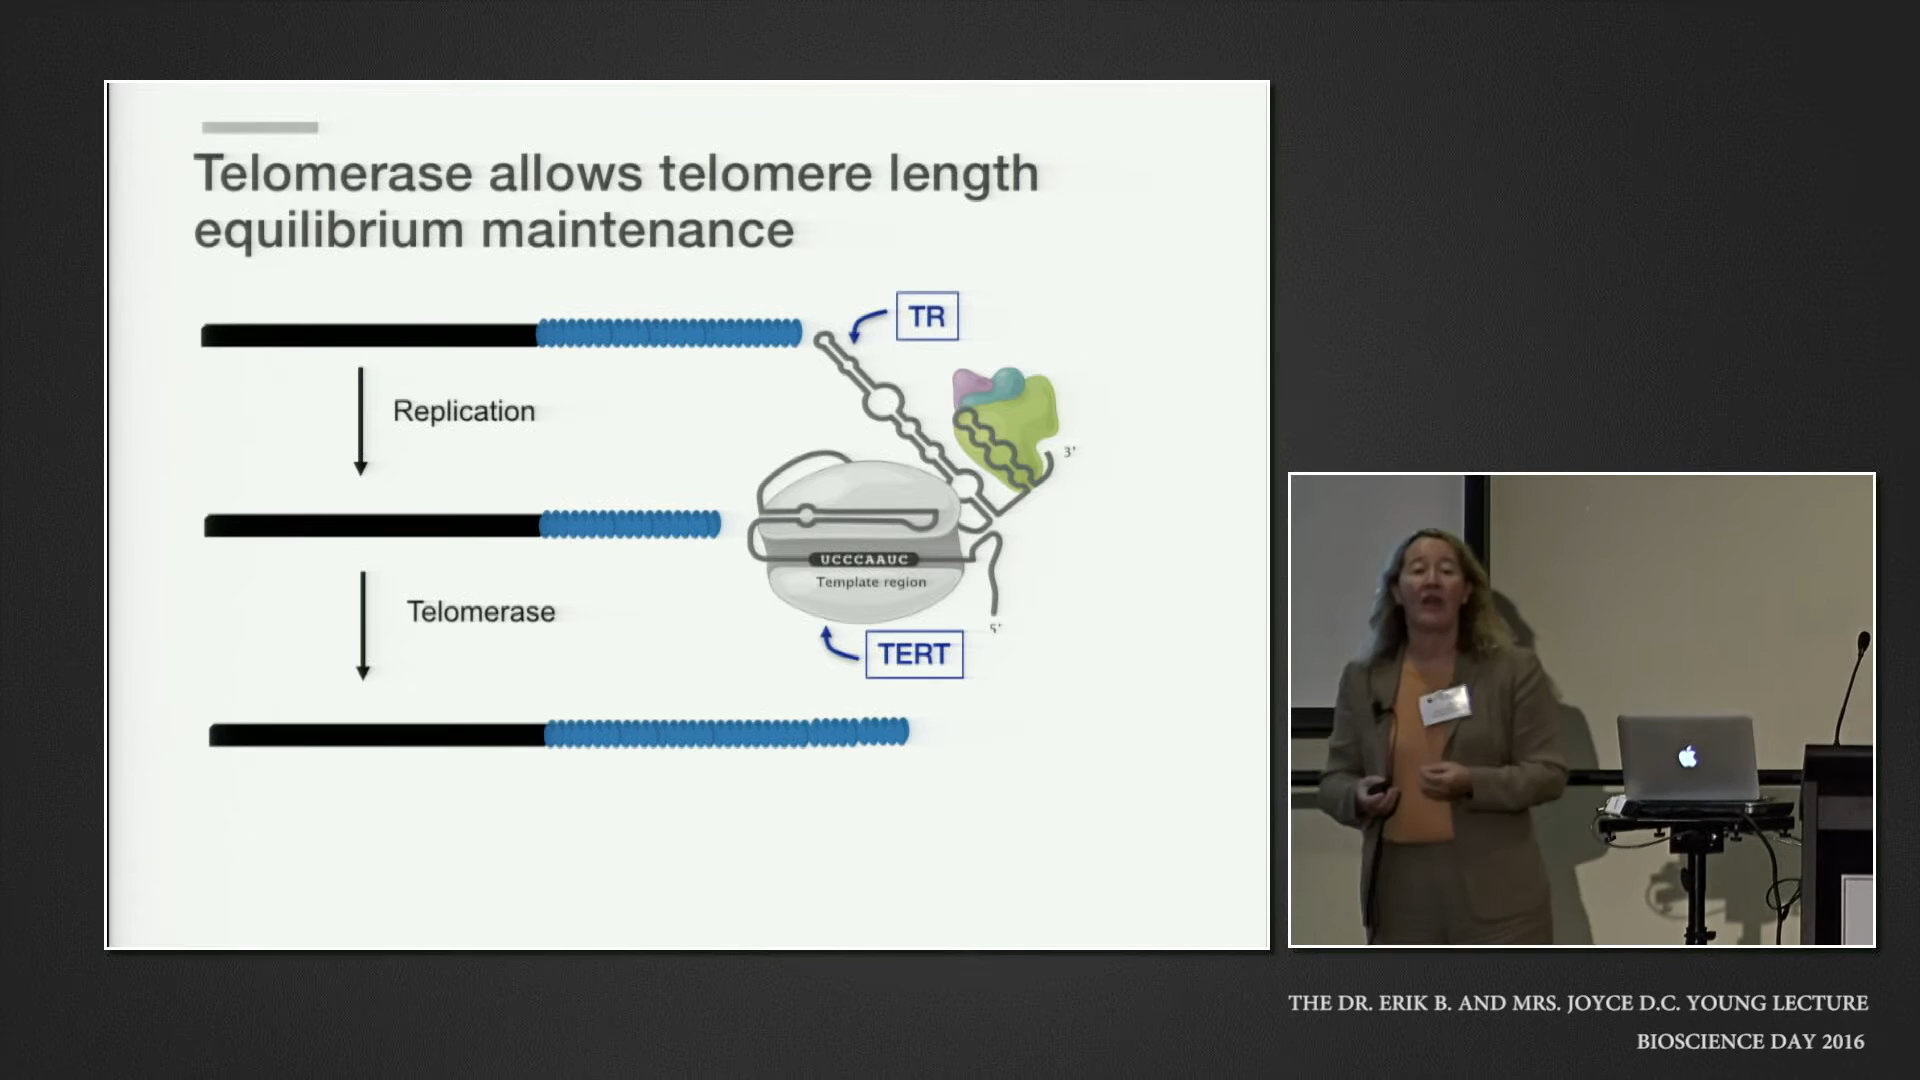 Telomerase allows telomere length
equilibrium maintenance
TR
Replication
3'
UCCCAAUC
Template region
5'
Telomerase
TERT
THE DR. ERIK B. AND MRS. JOYCE D.C. YOUNG LECTURE
BIOSCIENCE DAY 2016